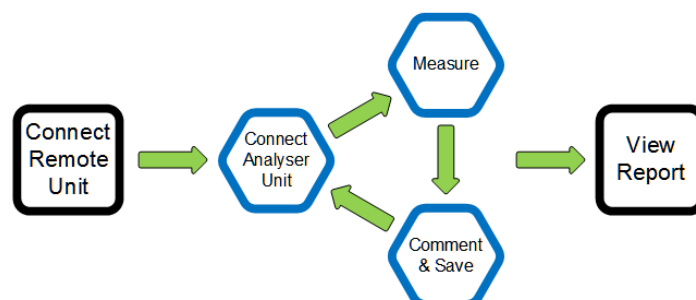 Connect
Remote
Unit
Connect
Analyser
Unit
Measure
Comment
& Save
View
Report